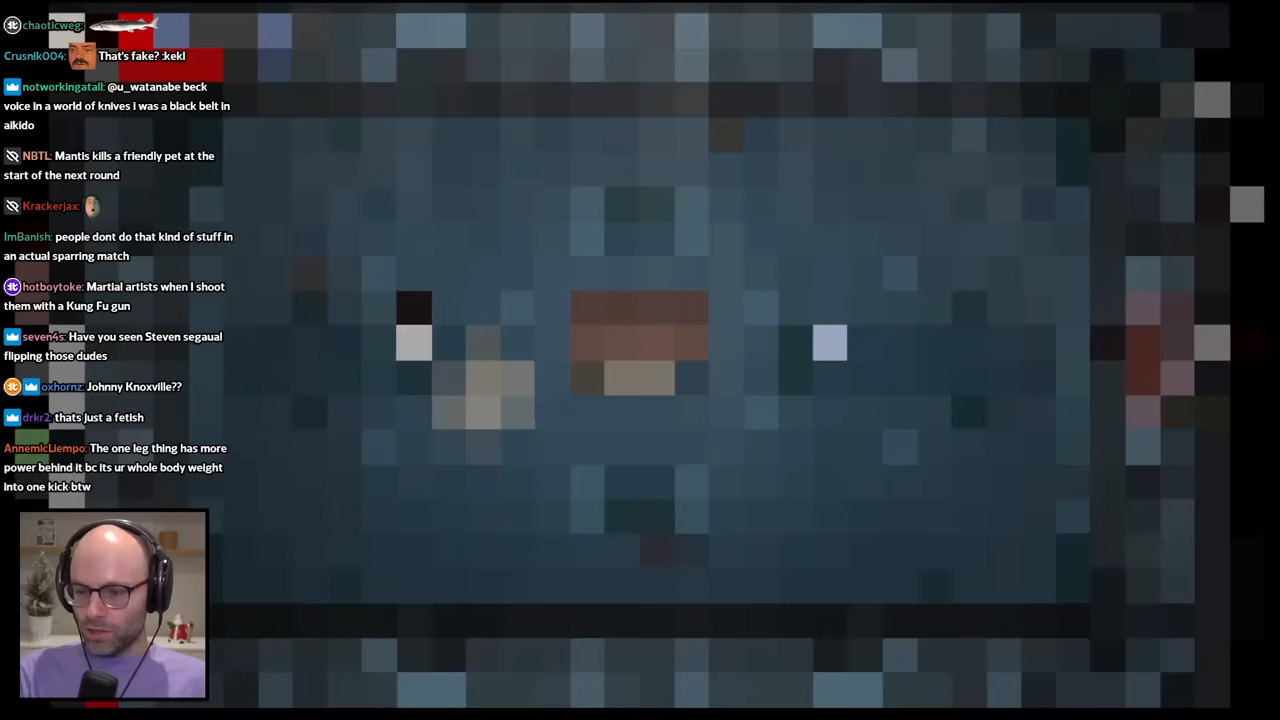 chaoticweg:
Crusnik004: That's fake? :kekl
notworkingatall: @u_watanabe beck
voice in a world of knives i was a black belt in
aikido
NBTL: Mantis kills a friendly pet at the
start of the next round
Krackerjax:
ImBanish: people dont do that kind of stuff in
an actual sparring match
hotboytoke: Martial artists when I shoot
them with a Kung Fu gun
seven4s: Have you seen Steven segaual
flipping those dudes
oxhornz: Johnny Knoxville??
drkr2: thats just a fetish
AnnemicLiempo: The one leg thing has more
power behind it bc its ur whole body weight
into one kick btw